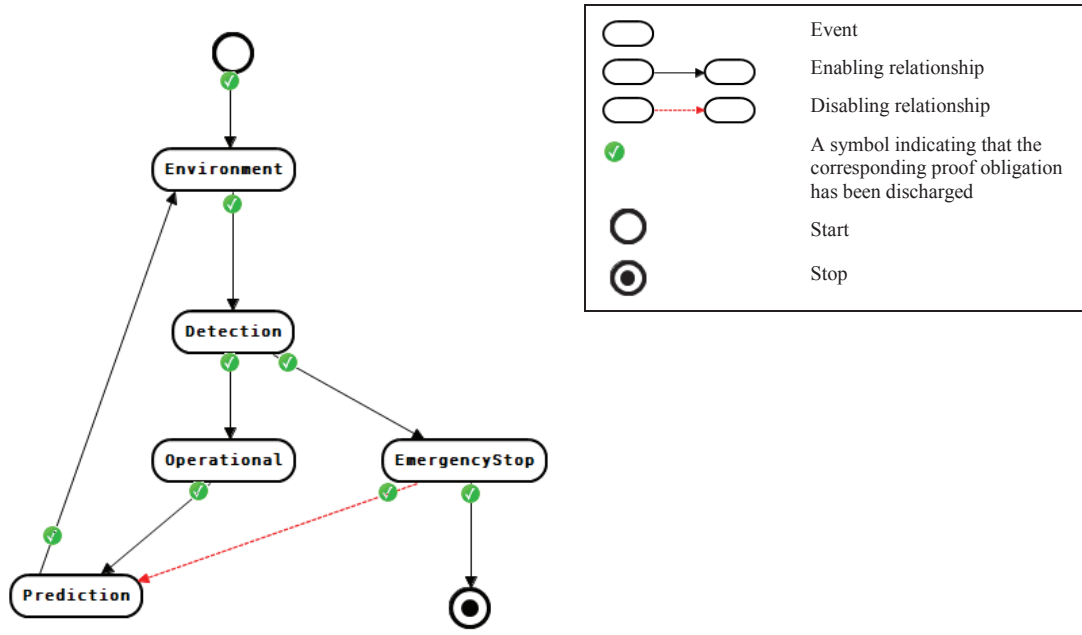 Environment
Detection
Operational
EmergencyStop
Prediction
Event
Enabling relationship
Disabling relationship
A symbol indicating that the
corresponding proof obligation
has been discharged
Start
Stop